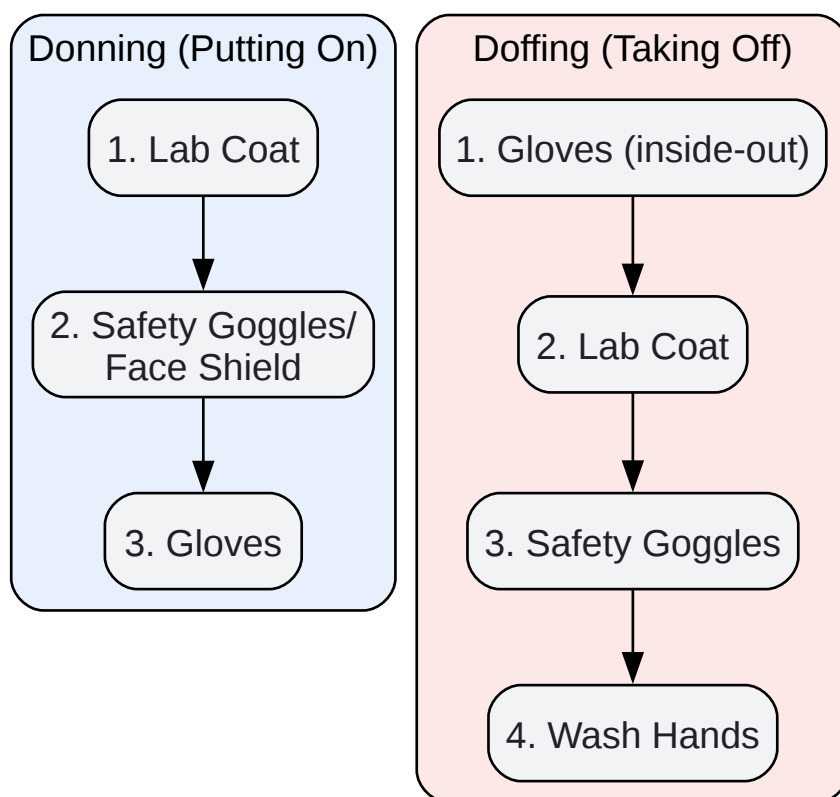 Donning (Putting On)
1. Lab Coat
2. Safety Goggles/
Face Shield
3. Gloves
Doffing (Taking Off)
1. Gloves (inside-out)
2. Lab Coat
3. Safety Goggles
4. Wash Hands